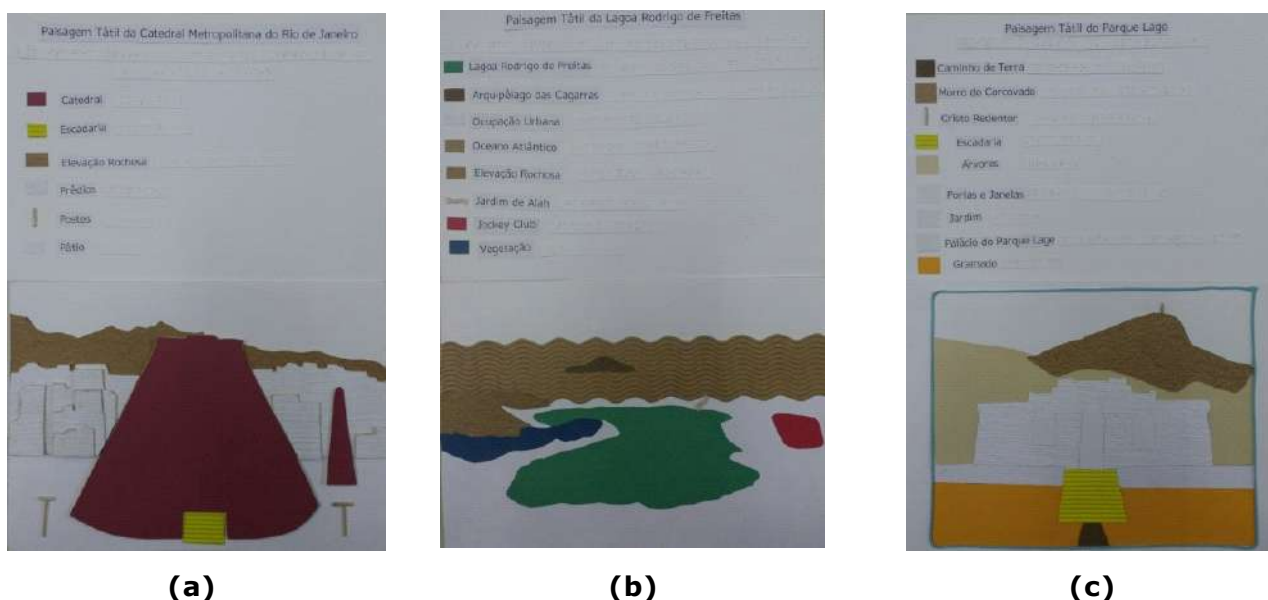 Paisagem Tátil da Catedral Metropolitana do Rio de Janeiro
Catedral
Escadaria
Elevação Rochosa
Prédios
Postes
Pátio
Paisagem Tátil da Lagoa Rodrigo de Freitas
Lagoa Rodrigo de Freitas
Arquipélago das Cagarras
Ocupação Urbana
Oceano Atlântico
Elevação Rochosa
Jardim de Alah
Jockey Club
Vegetação
Paisagem Tátil do Parque Lage
Caminho de Terra
Morro do Corcovado
Cristo Redentor
Escadaria
Árvores
Portas e Janelas
Jardim
Palácio do Parque Lage
Gramado
(a)
(b)
(c)